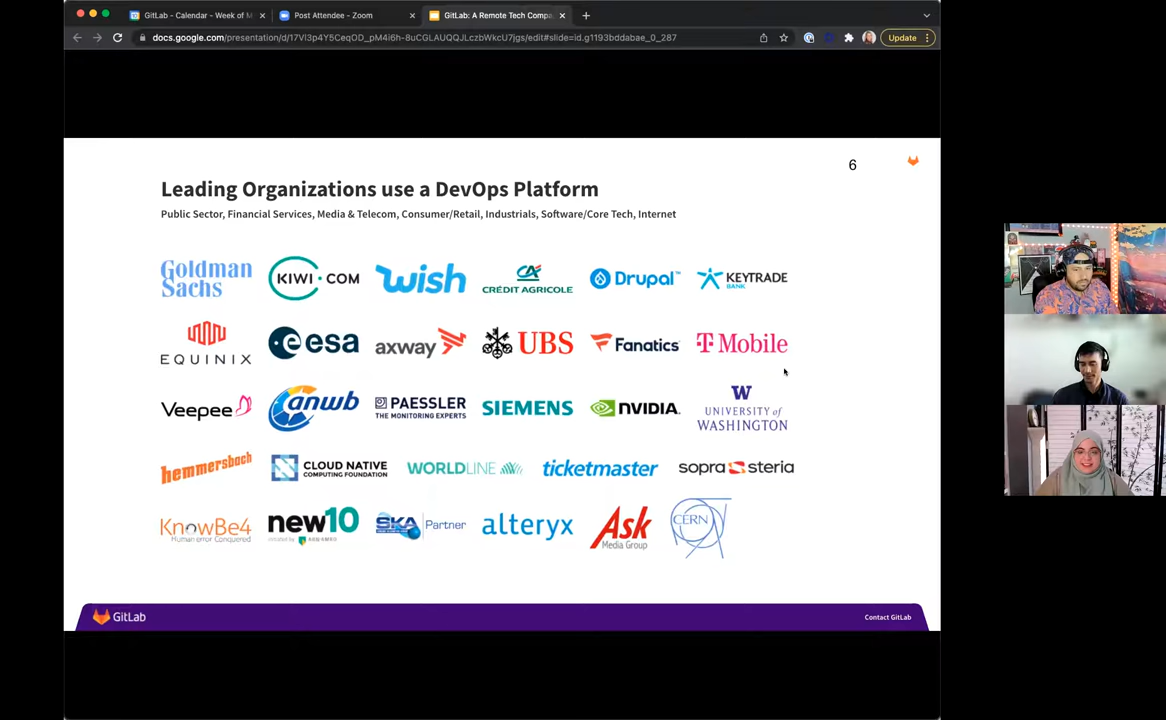 GitLab - Calendar - Week of M
Post Attendee - Zoom
GitLab: A Remote Tech Compa
docs.google.com/presentation/d/17Vl3p4Y5CeqOD_pM4i6h-8uCGLAUQQJLczbWkcU7jgs/edit#slide=id.g1193bddabae_0_287
Update
6
Leading Organizations use a DevOps Platform
Public Sector, Financial Services, Media & Telecom, Consumer/Retail, Industrials, Software/Core Tech, Internet
Goldman Sachs
KIWI.COM
wish
CRÉDIT AGRICOLE
Drupal™
KEYTRADE BANK
EQUINIX
esa
axway
UBS
Fanatics
T Mobile
Veepee
anwb
PAESSLER
THE MONITORING EXPERTS
SIEMENS
NVIDIA.
W
UNIVERSITY of
WASHINGTON
hemmersbach
CLOUD NATIVE
COMPUTING FOUNDATION
WORLDLINE
ticketmaster
sopra steria
KnowBe4
Human error Conquered
new10
SKA Partner
alteryx
Ask
Media Group
CERN
GitLab
Contact GitLab